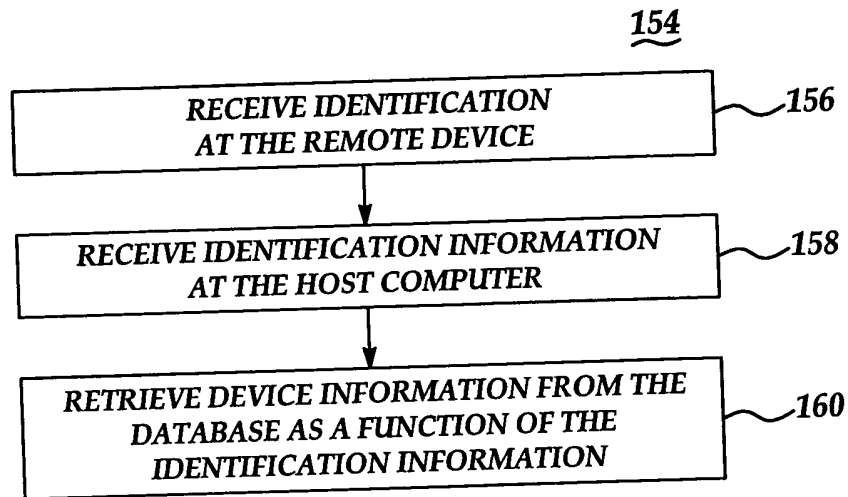 154
RECEIVE IDENTIFICATION
AT THE REMOTE DEVICE
156
RECEIVE IDENTIFICATION INFORMATION
AT THE HOST COMPUTER
158
RETRIEVE DEVICE INFORMATION FROM THE
DATABASE AS A FUNCTION OF THE
IDENTIFICATION INFORMATION
160